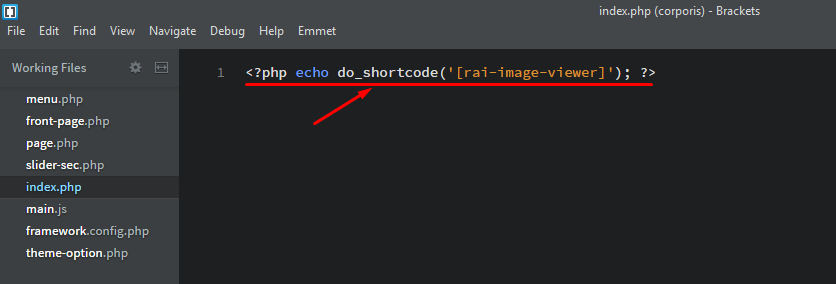 index.php (corporis) - Brackets
File Edit Find View Navigate Debug Help Emmet
Working Files
menu.php
front-page.php
page.php
slider-sec.php
index.php
main.js
framework.config.php
theme-option.php
1 <?php echo do_shortcode('[rai-image-viewer]'); ?>